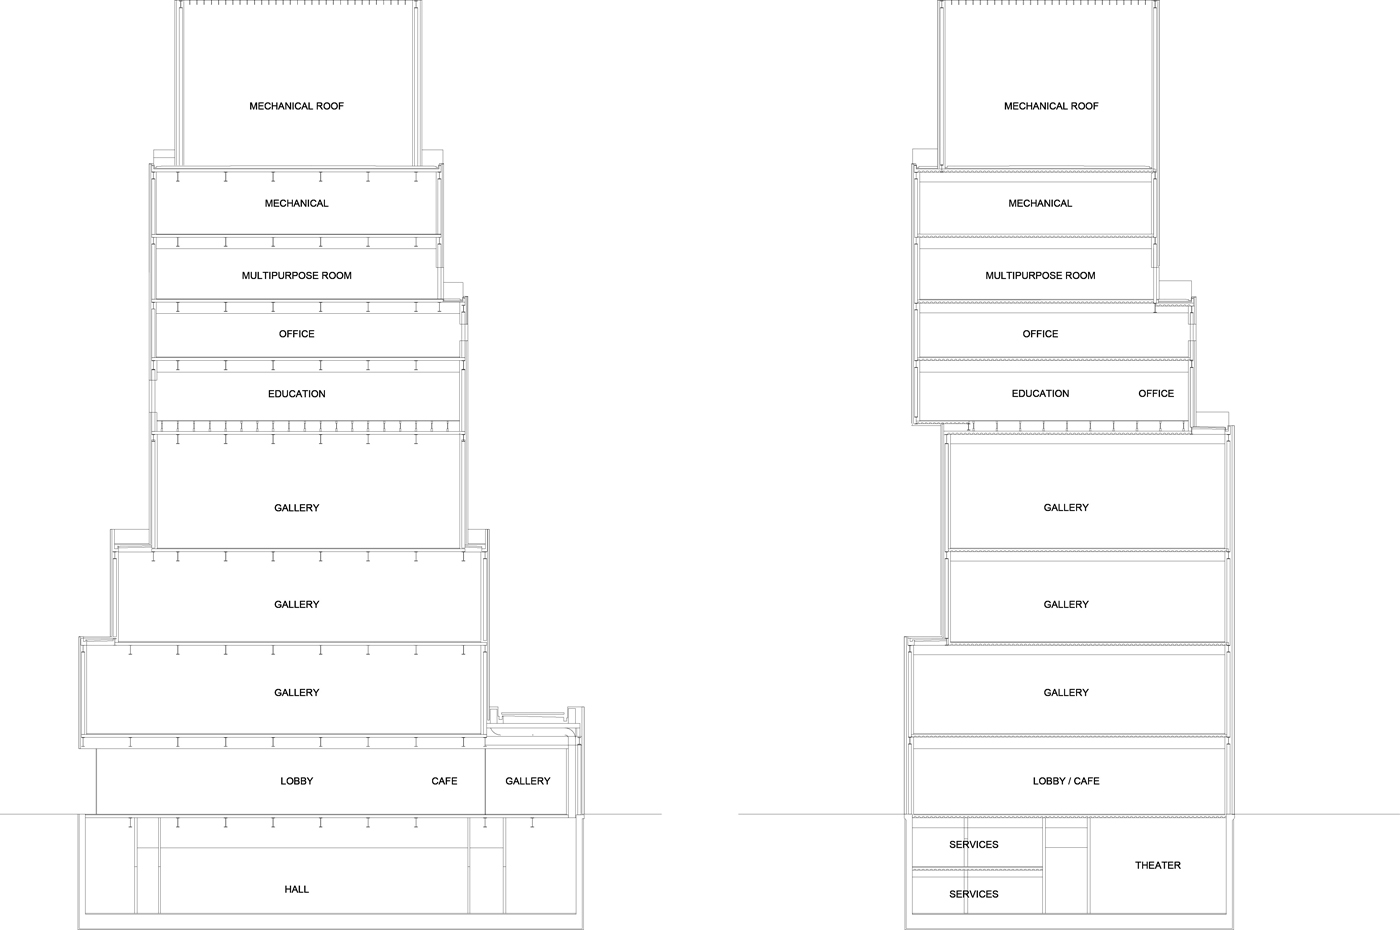 MECHANICAL ROOF
MECHANICAL
MULTIPURPOSE ROOM
OFFICE
EDUCATION
GALLERY
GALLERY
GALLERY
LOBBY CAFE GALLERY
HALL
MECHANICAL ROOF
MECHANICAL
MULTIPURPOSE ROOM
OFFICE
EDUCATION OFFICE
GALLERY
GALLERY
GALLERY
LOBBY / CAFE
SERVICES
THEATER
SERVICES